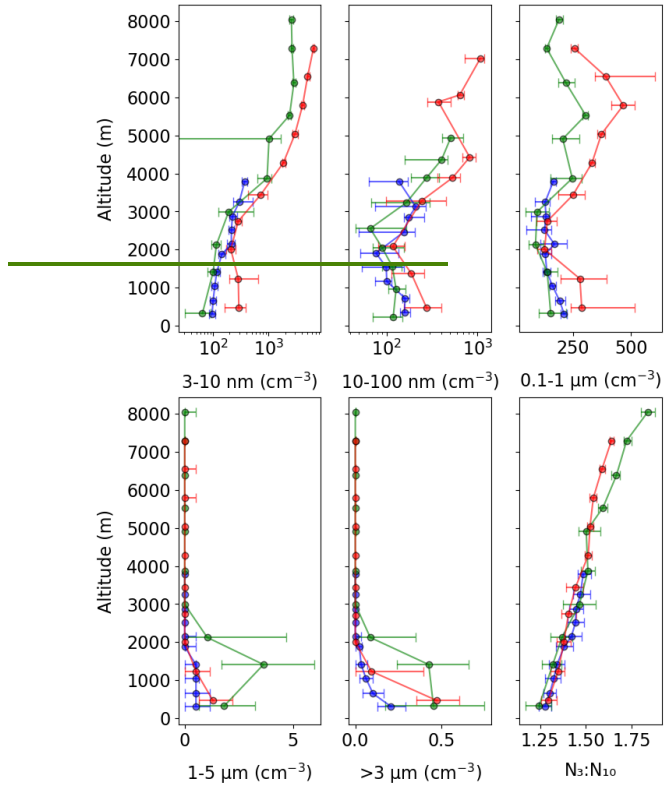 8000
7000
6000
5000
4000
3000
2000
1000
0
Altitude (m)
10² 10³
10² 10³
250 500
3-10 nm (cm⁻³)
10-100 nm (cm⁻³)
0.1-1 μm (cm⁻³)
8000
7000
6000
5000
4000
3000
2000
1000
0
Altitude (m)
0 5
0.0 0.5
1.25 1.50 1.75
1-5 μm (cm⁻³)
>3 μm (cm⁻³)
N₃:N₁₀